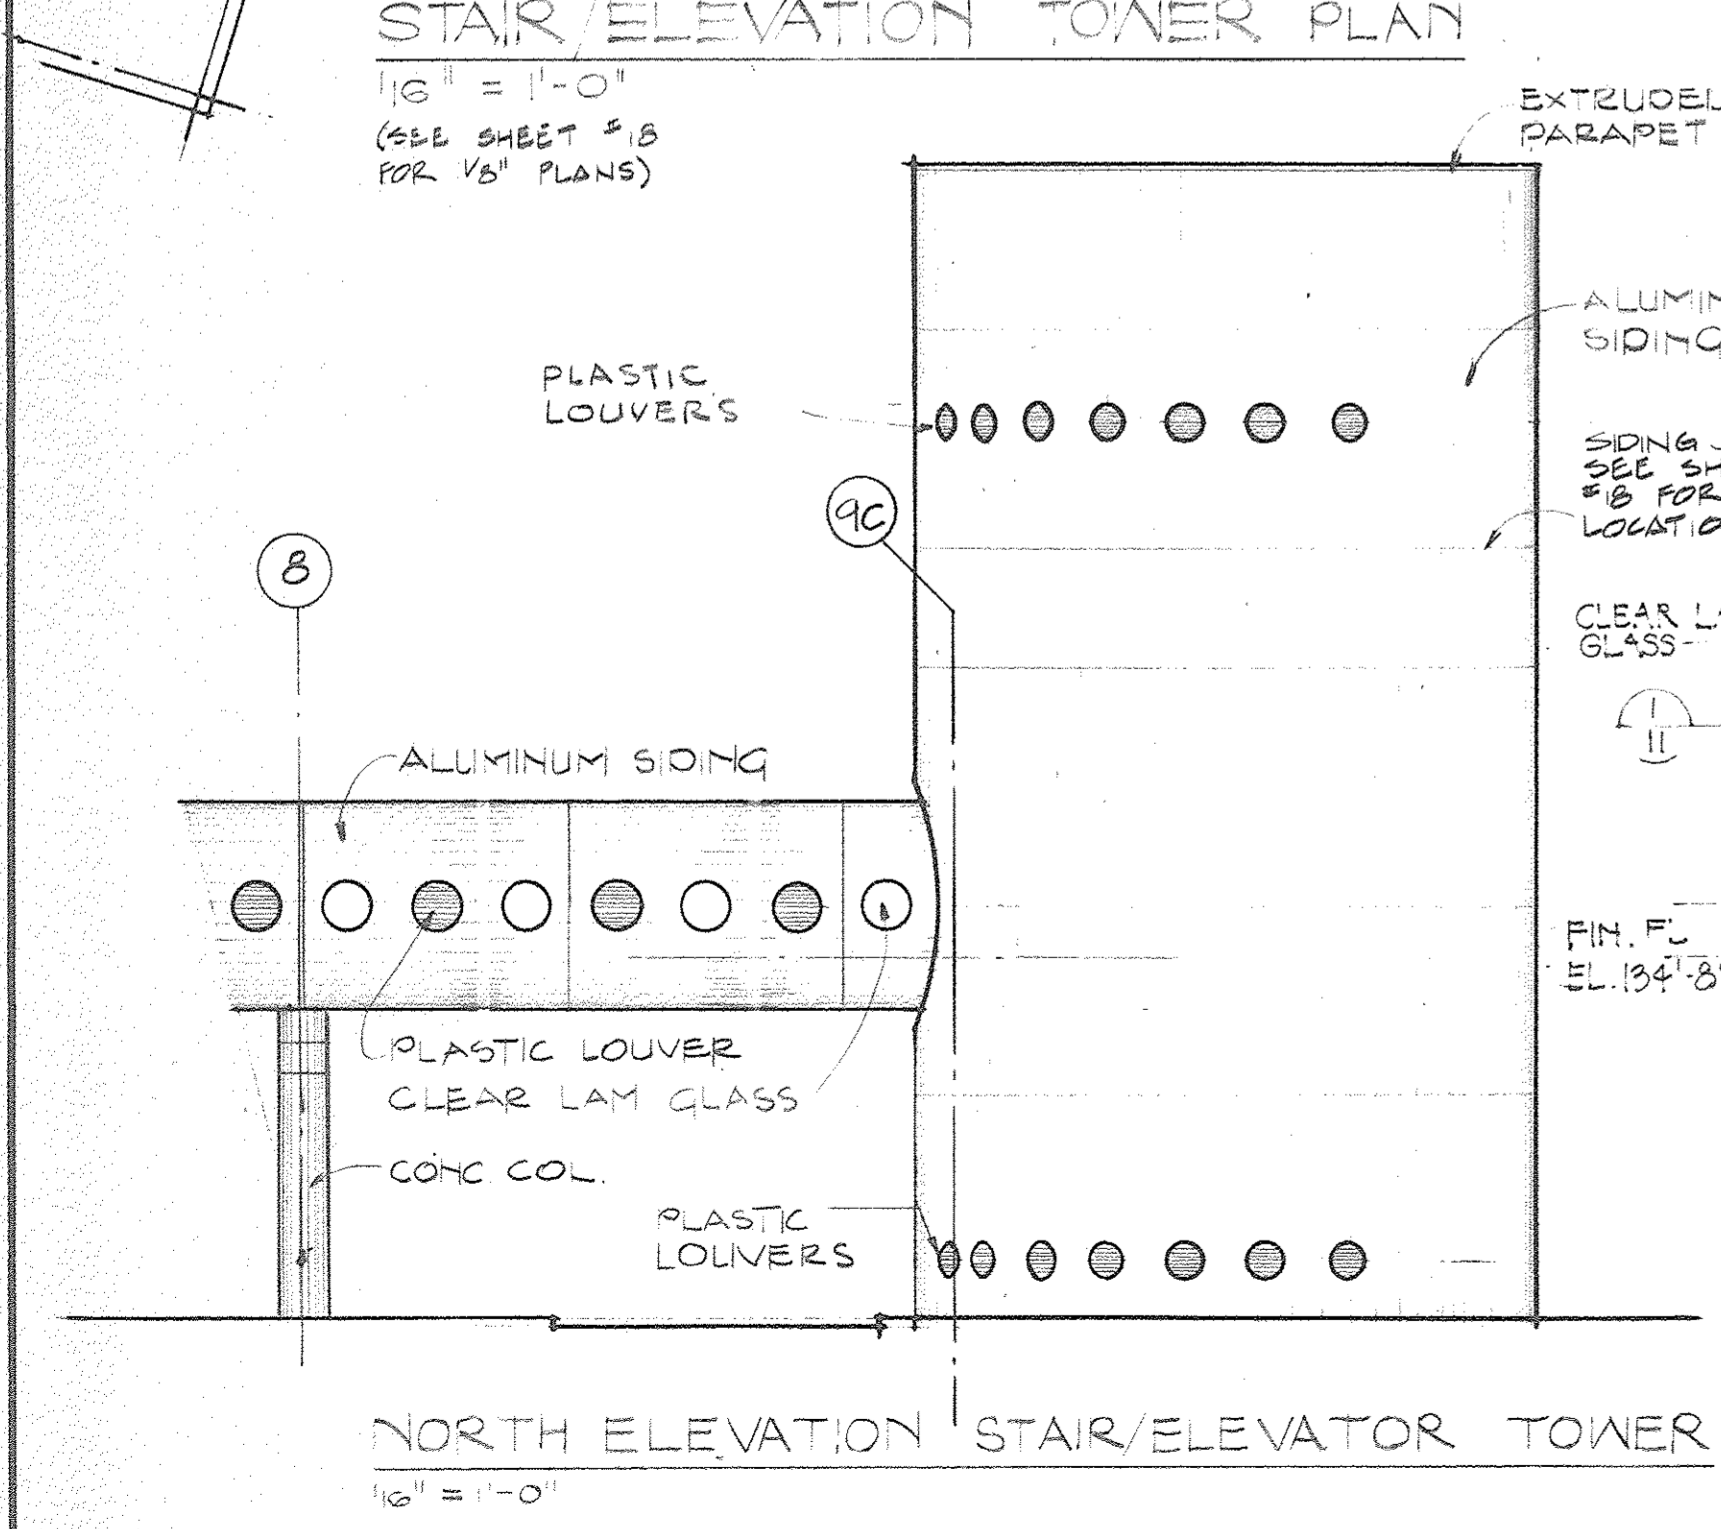 STAIR/ELEVATION TOWER PLAN
1/16" = 1'-0"
(SEE SHEET #18
FOR 1/8" PLANS)
EXTRUDED
PARAPET
ALUMIN
SIDING
PLASTIC
LOUVER'S
SIDING
SEE SH
#18 FOR
LOCATIO
9C
8
CLEAR LA
GLASS
1
11
ALUMINUM SIDING
FIN. FL
EL. 134'-8"
PLASTIC LOUVER
CLEAR LAM GLASS
CONC COL.
PLASTIC
LOUVERS
NORTH ELEVATION STAIR/ELEVATOR TOWER
1/16" = 1'-0"